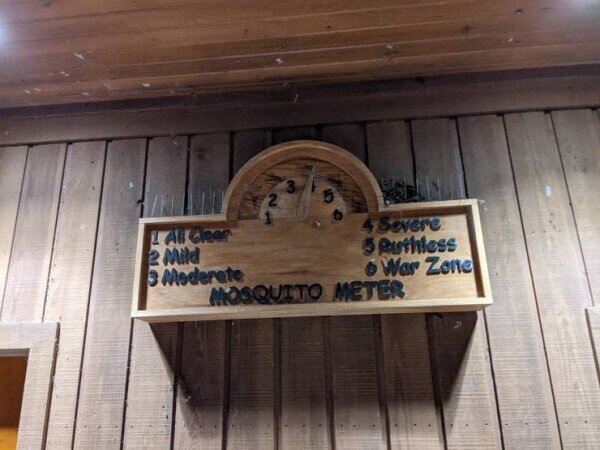 1 2 3 4 5 6
1 All Clear
2 Mild
3 Moderate
4 Severe
5 Ruthless
6 War Zone
MOSQUITO METER